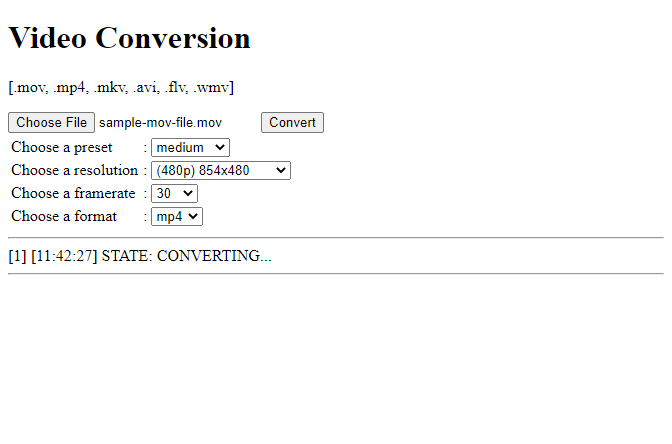 Video Conversion
[.mov, .mp4, .mkv, .avi, .flv, .wmv]
Choose File sample-mov-file.mov Convert
Choose a preset : medium
Choose a resolution : (480p) 854x480
Choose a framerate : 30
Choose a format : mp4
[1] [11:42:27] STATE: CONVERTING...